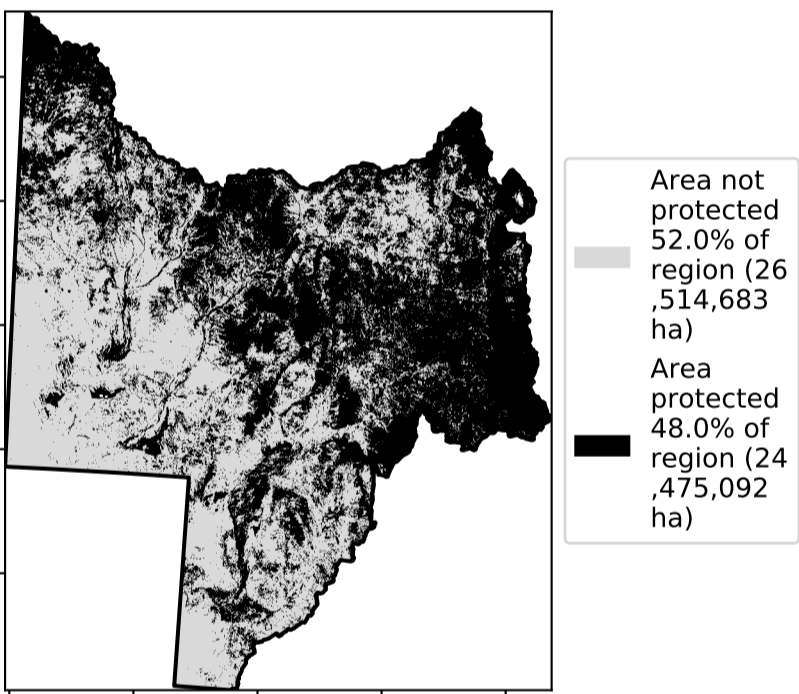 Area not
protected
52.0% of
region (26
,514,683
ha)
Area
protected
48.0% of
region (24
,475,092
ha)